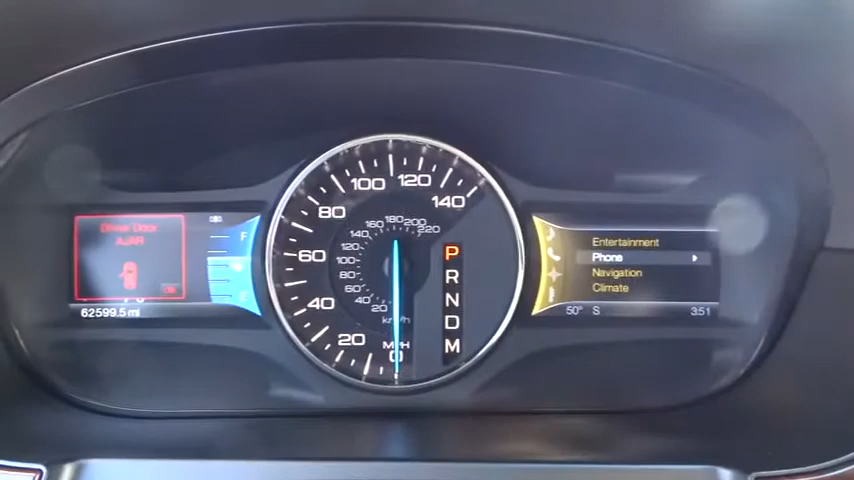 Driver Door
AJAR
OK
62599.5 mi
F
E
20
40
60
80
100
120
140
20
40
60
80
100
120
140
160
180
200
220
km/h
MPH
0
P
R
N
D
M
Entertainment
Phone
Navigation
Climate
50° S 3:51